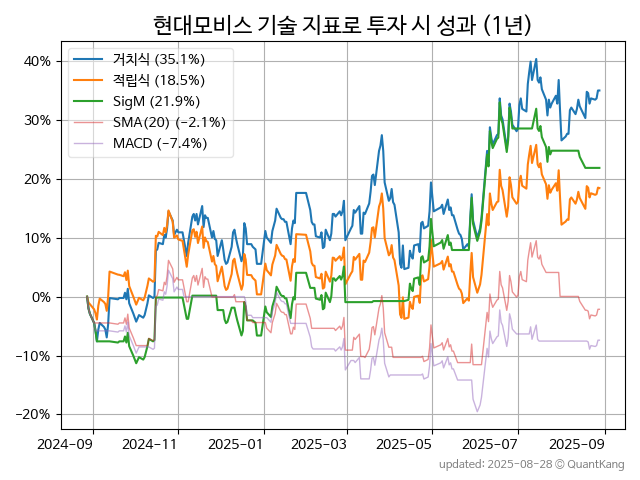 현대모비스 기술 지표로 투자 시 성과 (1년)
거치식 (35.1%)
적립식 (18.5%)
SigM (21.9%)
SMA(20) (−2.1%)
MACD (−7.4%)
40%
30%
20%
10%
0%
−10%
−20%
2024-09 2024-11 2025-01 2025-03 2025-05 2025-07 2025-09
updated: 2025-08-28 © QuantKang